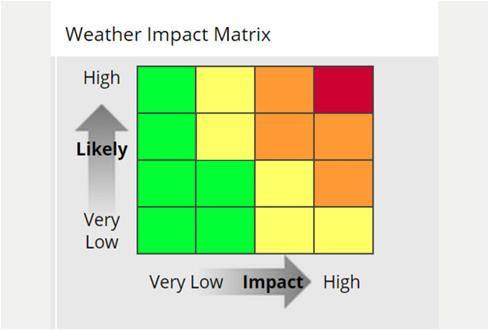 Weather Impact Matrix
High
Likely
Very
Low
Very Low Impact High